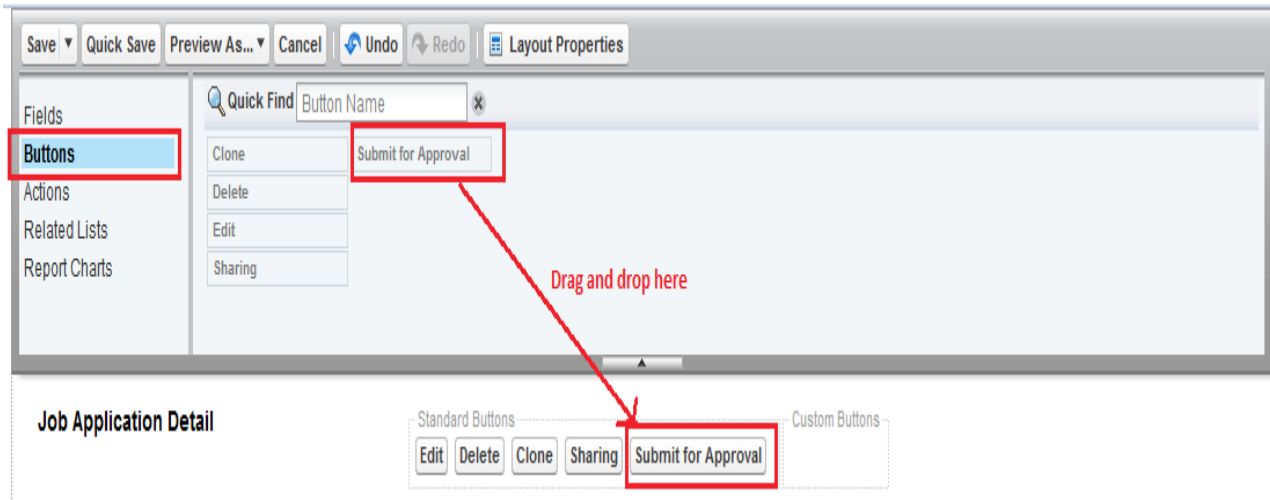 Save Quick Save Preview As... Cancel Undo Redo Layout Properties
Fields
Buttons
Actions
Related Lists
Report Charts
Quick Find Button Name
Clone Submit for Approval
Delete
Edit
Sharing
Drag and drop here
Job Application Detail
Standard Buttons
Edit Delete Clone Sharing Submit for Approval
Custom Buttons